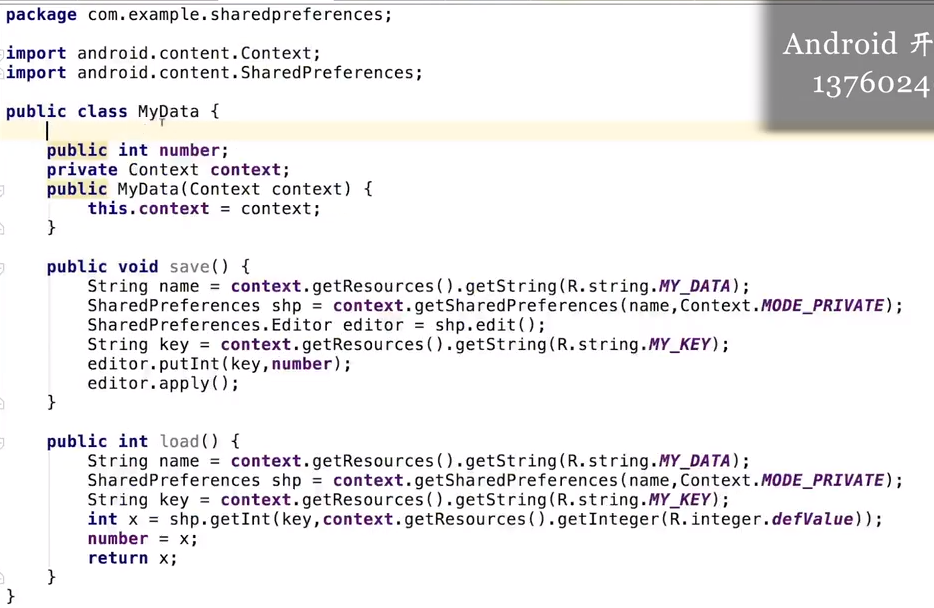 package com.example.sharedpreferences;
import android.content.Context;
import android.content.SharedPreferences;
public class MyData {
public int number;
private Context context;
public MyData(Context context) {
this.context = context;
}
public void save() {
String name = context.getResources().getString(R.string.MY_DATA);
SharedPreferences shp = context.getSharedPreferences(name,Context.MODE_PRIVATE);
SharedPreferences.Editor editor = shp.edit();
String key = context.getResources().getString(R.string.MY_KEY);
editor.putInt(key,number);
editor.apply();
}
public int load() {
String name = context.getResources().getString(R.string.MY_DATA);
SharedPreferences shp = context.getSharedPreferences(name,Context.MODE_PRIVATE);
String key = context.getResources().getString(R.string.MY_KEY);
int x = shp.getInt(key,context.getResources().getInteger(R.integer.defValue));
number = x;
return x;
}
}
Android 开
1376024